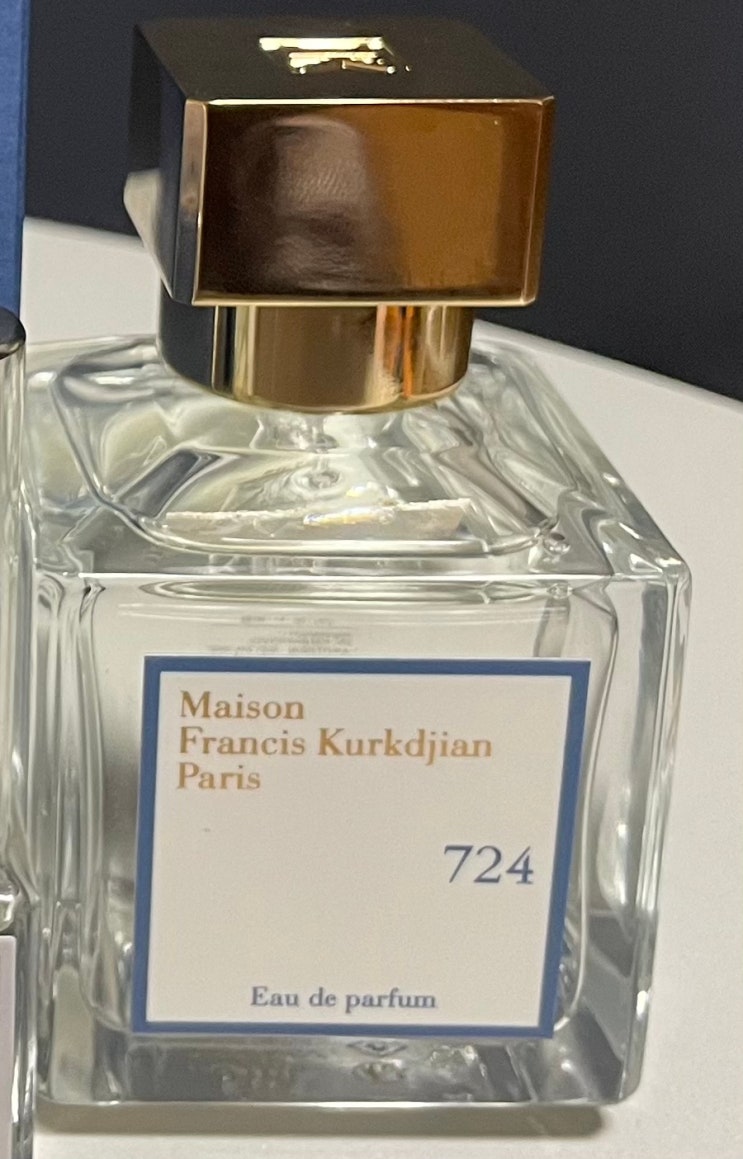 Maison
Francis Kurkdjian
Paris
724
Eau de parfum